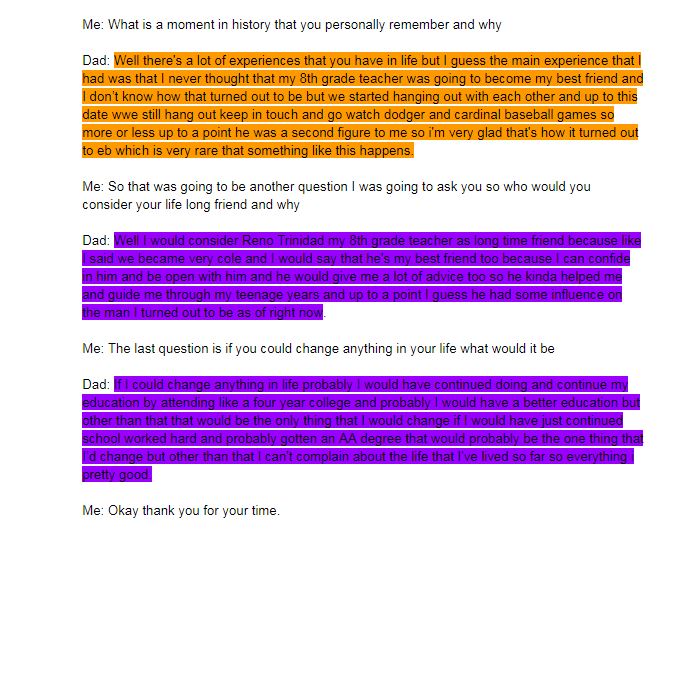 Me: What is a moment in history that you personally remember and why
Dad: Well there's a lot of experiences that you have in life but I guess the main experience that I
had was that I never thought that my 8th grade teacher was going to become my best friend and
I don't know how that turned out to be but we started hanging out with each other and up to this
date wwe still hang out keep in touch and go watch dodger and cardinal baseball games so
more or less up to a point he was a second figure to me so i'm very glad that's how it turned out
to eb which is very rare that something like this happens.
Me: So that was going to be another question I was going to ask you so who would you
consider your life long friend and why
Dad: Well I would consider Reno Trinidad my 8th grade teacher as long time friend because like
I said we became very cole and I would say that he's my best friend too because i can confide
in him and be open with him and he would give me a lot of advice too so he kinda helped me
and guide me through my teenage years and up to a point I guess he had some influence on
the man I turned out to be as of right now.
Me: The last question is if you could change anything in your life what would it be
Dad: If I could change anything in life probably I would have continued doing and continue my
education by attending like a four year college and probably I would have a better education but
other than that that would be the only thing that I would change if I would have just continued
school worked hard and probably gotten an AA degree that would probably be the one thing that
I'd change but other than that I can't complain about the life that I've lived so far so everything i
pretty good.
Me: Okay thank you for your time.